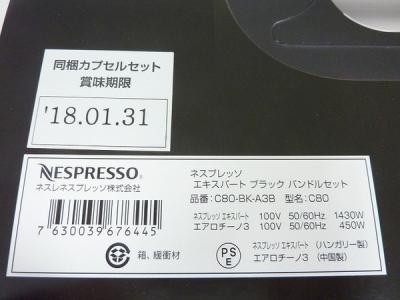 同梱カプセルセット
賞味期限
'18.01.31
NESPRESSO®
ネスレネスプレッソ株式会社
7 630039 676445
箱、緩衝材
ネスプレッソ
エキスパート ブラック バンドルセット
品番：C80-BK-A3B 型名：C80
ネスプレッソ エキスパート 100V 50/60Hz 1430W
エアロチーノ3 100V 50/60Hz 450W
PSE
ネスプレッソ エキスパート (ハンガリー製)
エアロチーノ3 (中国製)